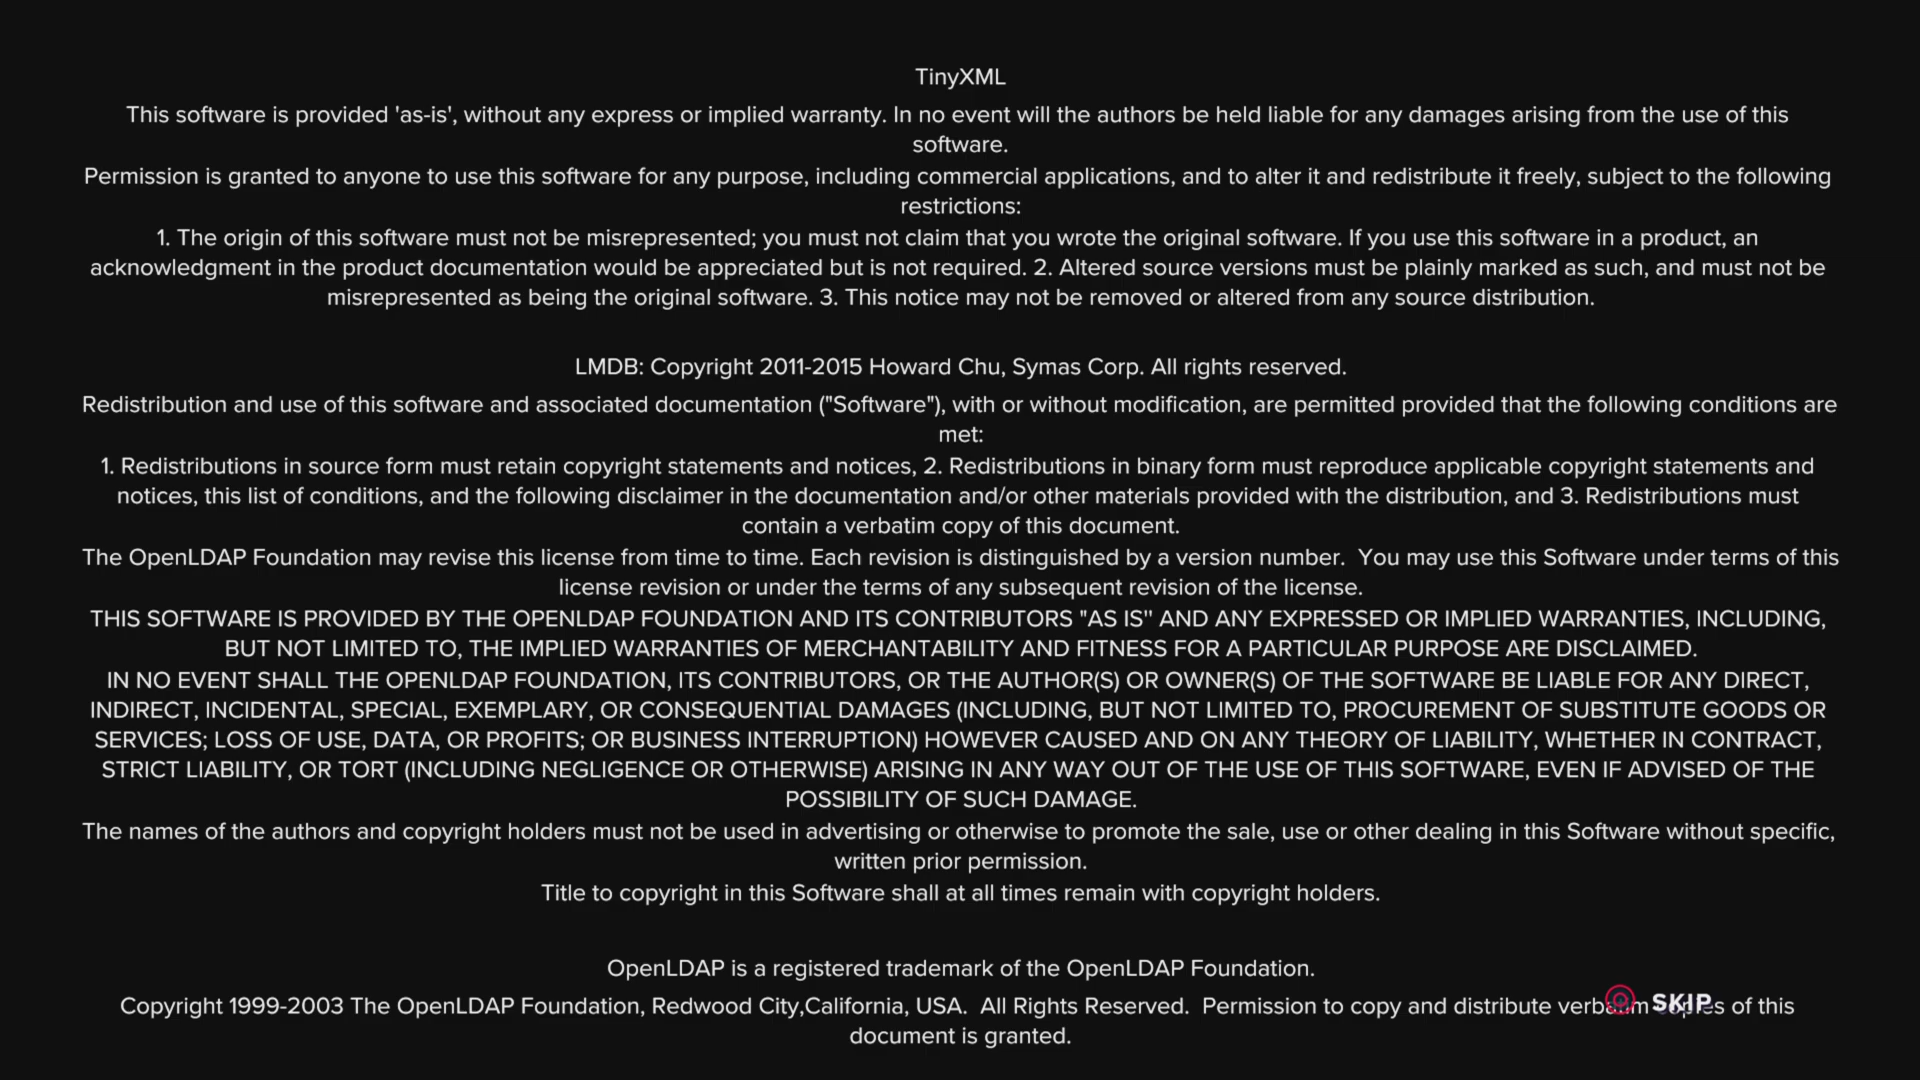 TinyXML
This software is provided 'as-is', without any express or implied warranty. In no event will the authors be held liable for any damages arising from the use of this
software.
Permission is granted to anyone to use this software for any purpose, including commercial applications, and to alter it and redistribute it freely, subject to the following
restrictions:
1. The origin of this software must not be misrepresented; you must not claim that you wrote the original software. If you use this software in a product, an
acknowledgment in the product documentation would be appreciated but is not required. 2. Altered source versions must be plainly marked as such, and must not be
misrepresented as being the original software. 3. This notice may not be removed or altered from any source distribution.
LMDB: Copyright 2011-2015 Howard Chu, Symas Corp. All rights reserved.
Redistribution and use of this software and associated documentation ("Software"), with or without modification, are permitted provided that the following conditions are
met:
1. Redistributions in source form must retain copyright statements and notices, 2. Redistributions in binary form must reproduce applicable copyright statements and
notices, this list of conditions, and the following disclaimer in the documentation and/or other materials provided with the distribution, and 3. Redistributions must
contain a verbatim copy of this document.
The OpenLDAP Foundation may revise this license from time to time. Each revision is distinguished by a version number.  You may use this Software under terms of this
license revision or under the terms of any subsequent revision of the license.
THIS SOFTWARE IS PROVIDED BY THE OPENLDAP FOUNDATION AND ITS CONTRIBUTORS "AS IS" AND ANY EXPRESSED OR IMPLIED WARRANTIES, INCLUDING,
BUT NOT LIMITED TO, THE IMPLIED WARRANTIES OF MERCHANTABILITY AND FITNESS FOR A PARTICULAR PURPOSE ARE DISCLAIMED.
IN NO EVENT SHALL THE OPENLDAP FOUNDATION, ITS CONTRIBUTORS, OR THE AUTHOR(S) OR OWNER(S) OF THE SOFTWARE BE LIABLE FOR ANY DIRECT,
INDIRECT, INCIDENTAL, SPECIAL, EXEMPLARY, OR CONSEQUENTIAL DAMAGES (INCLUDING, BUT NOT LIMITED TO, PROCUREMENT OF SUBSTITUTE GOODS OR
SERVICES; LOSS OF USE, DATA, OR PROFITS; OR BUSINESS INTERRUPTION) HOWEVER CAUSED AND ON ANY THEORY OF LIABILITY, WHETHER IN CONTRACT,
STRICT LIABILITY, OR TORT (INCLUDING NEGLIGENCE OR OTHERWISE) ARISING IN ANY WAY OUT OF THE USE OF THIS SOFTWARE, EVEN IF ADVISED OF THE
POSSIBILITY OF SUCH DAMAGE.
The names of the authors and copyright holders must not be used in advertising or otherwise to promote the sale, use or other dealing in this Software without specific,
written prior permission.
Title to copyright in this Software shall at all times remain with copyright holders.
OpenLDAP is a registered trademark of the OpenLDAP Foundation.
Copyright 1999-2003 The OpenLDAP Foundation, Redwood City,California, USA.  All Rights Reserved.  Permission to copy and distribute verbatim copies of this
document is granted.
SKIP